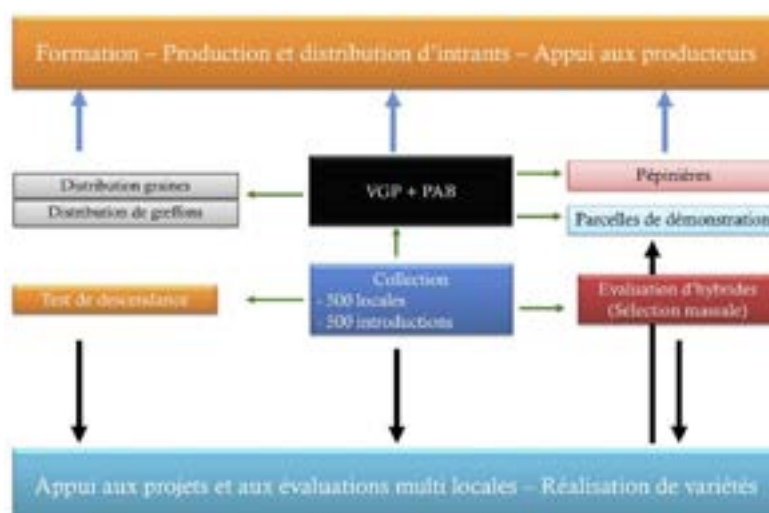 Formation – Production et distribution d'intrants – Appui aux producteurs
Distribution graines
Distribution de greffons
VGP + PAB
Pépinières
Parcelles de démonstration
Test de descendance
Collection
- 500 locales
- 500 introductions
Evaluation d'hybrides
(Sélection massale)
Appui aux projets et aux évaluations multi locales – Réalisation de variétés